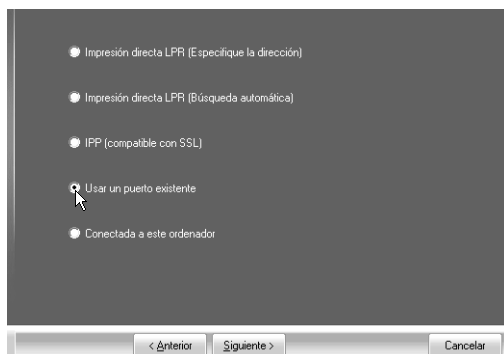 Impresión directa LPR (Especifique la dirección)
Impresión directa LPR (Búsqueda automática)
IPP (compatible con SSL)
Usar un puerto existente
Conectada a este ordenador
< Anterior
Siguiente >
Cancelar